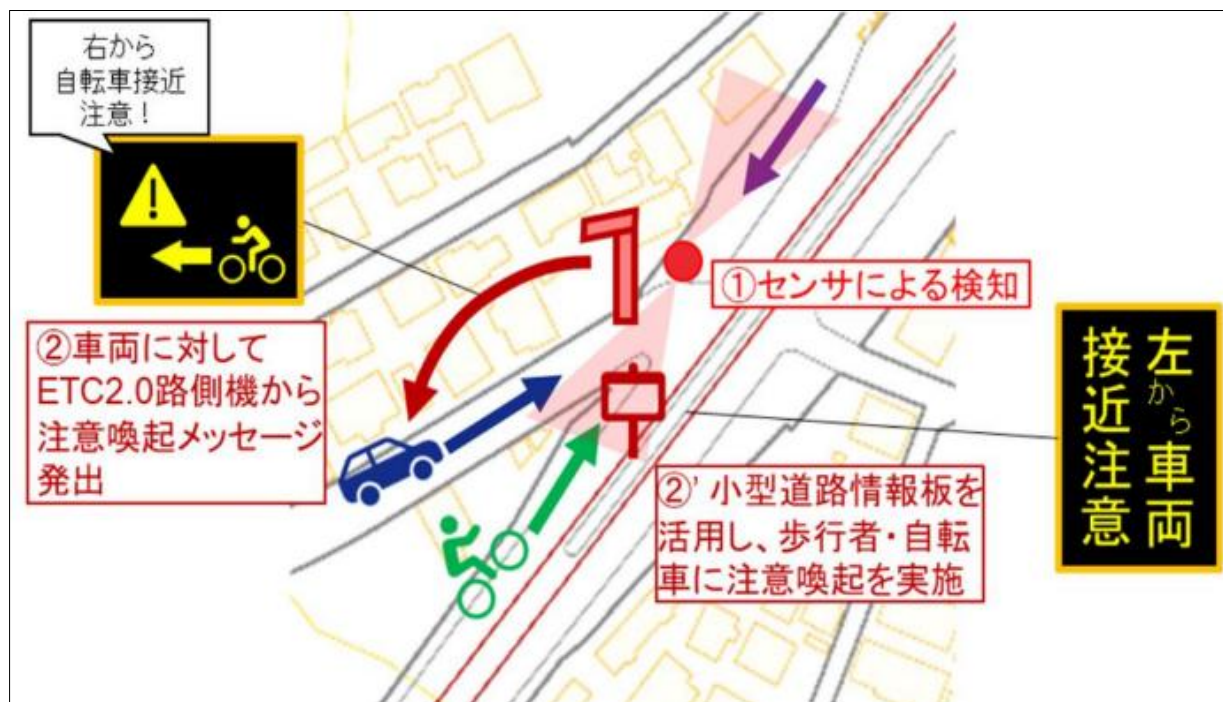 右から
自転車接近
注意！
①センサによる検知
②車両に対して
ETC2.0路側機から
注意喚起メッセージ
発出
左から車両
接近注意
②’小型道路情報板を
活用し、歩行者・自転
車に注意喚起を実施